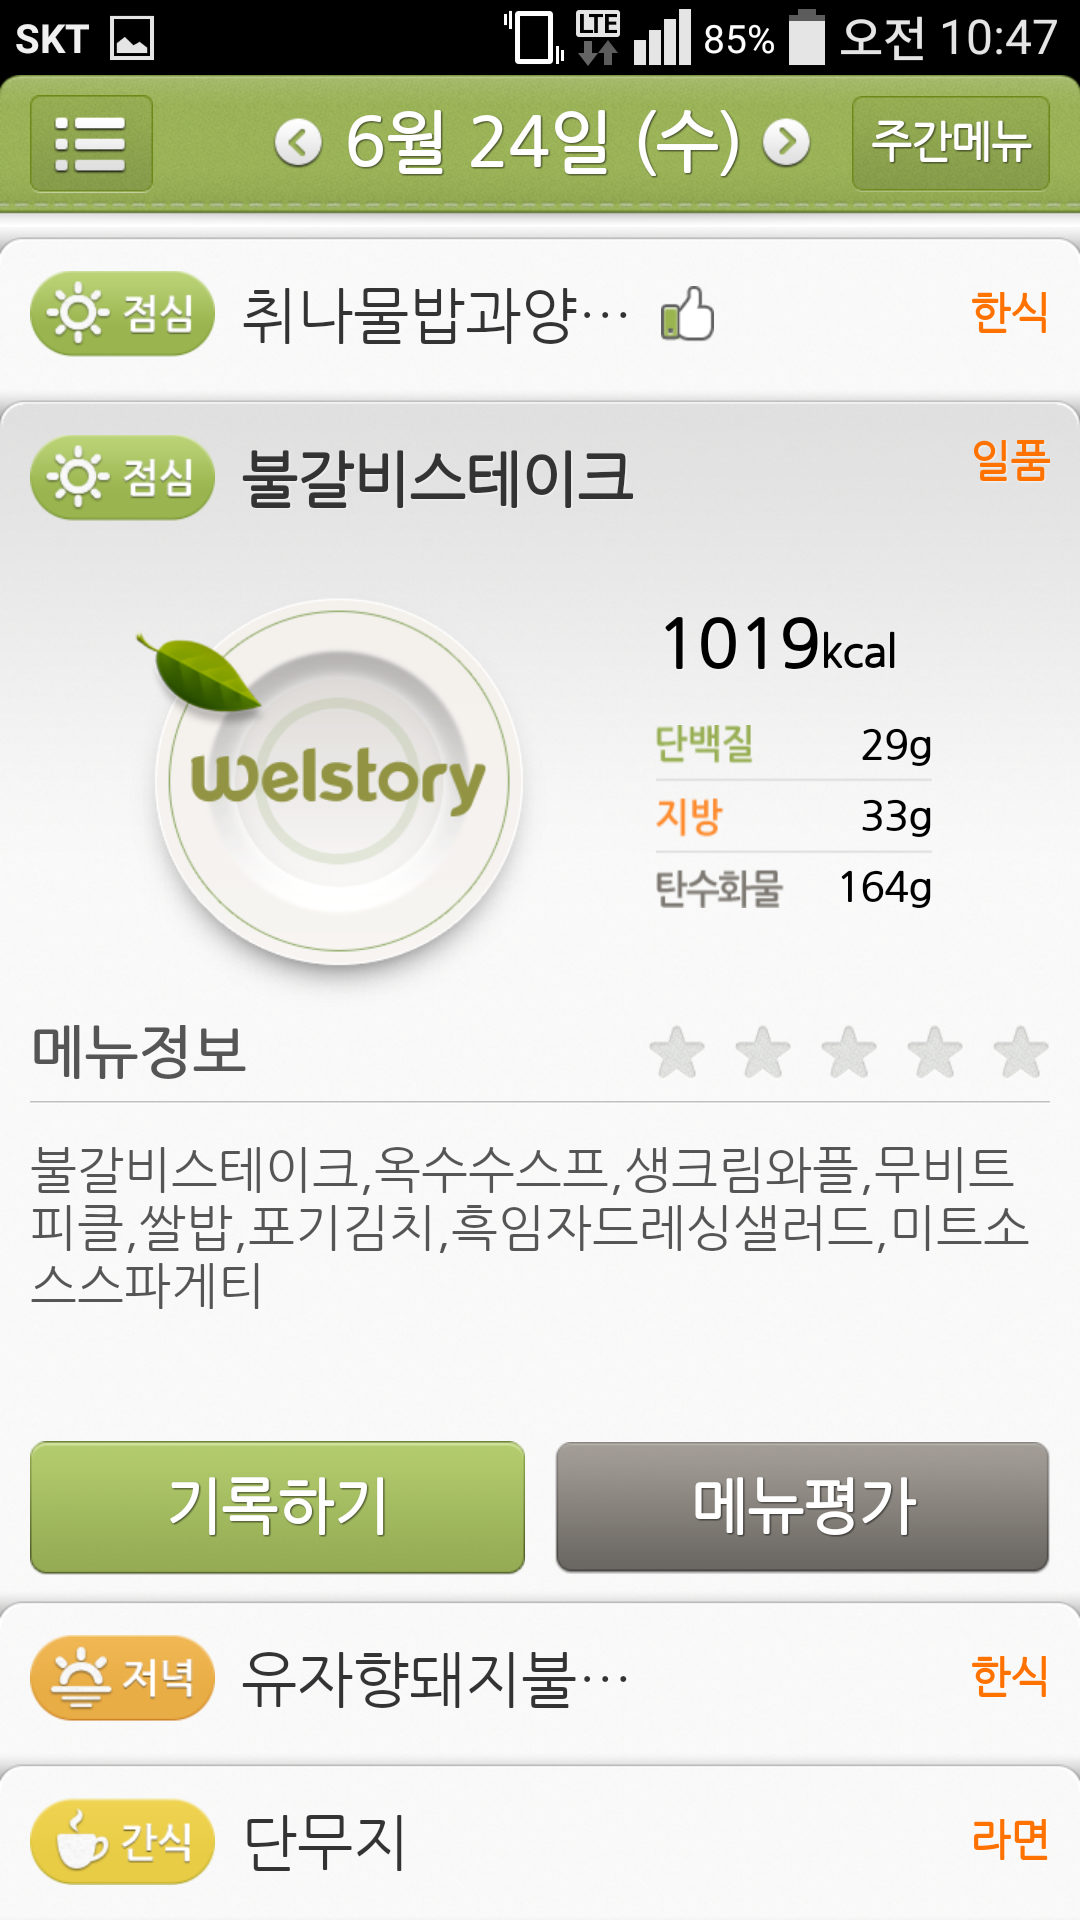 SKT LTE 85% 오전 10:47
6월 24일 (수) 주간메뉴
점심 취나물밥과양… 한식
점심 불갈비스테이크 일품
welstory
1019kcal
단백질 29g
지방 33g
탄수화물 164g
메뉴정보
불갈비스테이크,옥수수스프,생크림와플,무비트
피클,쌀밥,포기김치,흑임자드레싱샐러드,미트소
스스파게티
기록하기 메뉴평가
저녁 유자향돼지불… 한식
간식 단무지 라면